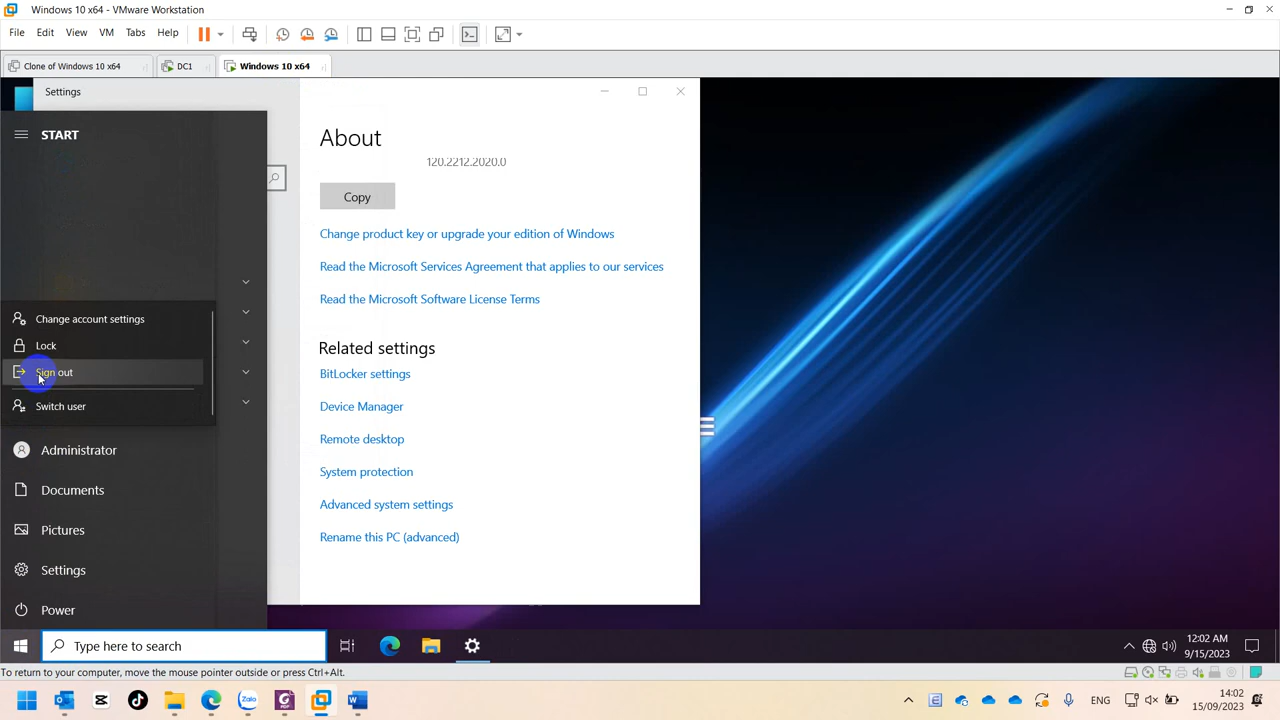 Windows 10 x64 - VMware Workstation
File Edit View VM Tabs Help
Clone of Windows 10 x64 DC1 Windows 10 x64
Settings
START
About
120.2212.2020.0
Copy
Change product key or upgrade your edition of Windows
Read the Microsoft Services Agreement that applies to our services
Read the Microsoft Software License Terms
Related settings
BitLocker settings
Device Manager
Remote desktop
System protection
Advanced system settings
Rename this PC (advanced)
Change account settings
Lock
Sign out
Switch user
Administrator
Documents
Pictures
Settings
Power
Type here to search
12:02 AM
9/15/2023
To return to your computer, move the mouse pointer outside or press Ctrl+Alt.
Zalo
PDF
ENG
14:02
15/09/2023